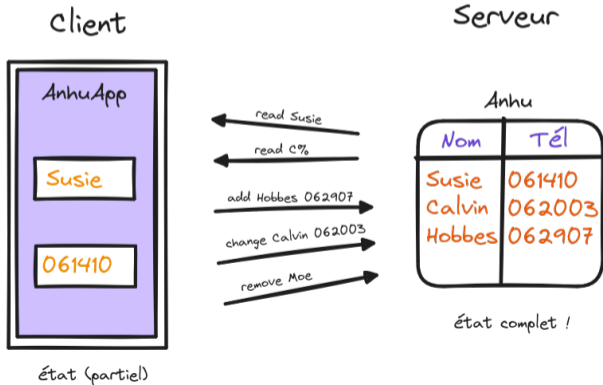 Client
AnhuApp
Susie
061410
état (partiel)
read Susie
read C%
add Hobbes 062907
change Calvin 062003
remove Moe
Serveur
Anhu
Nom Tél
Susie 061410
Calvin 062003
Hobbes 062907
état complet !